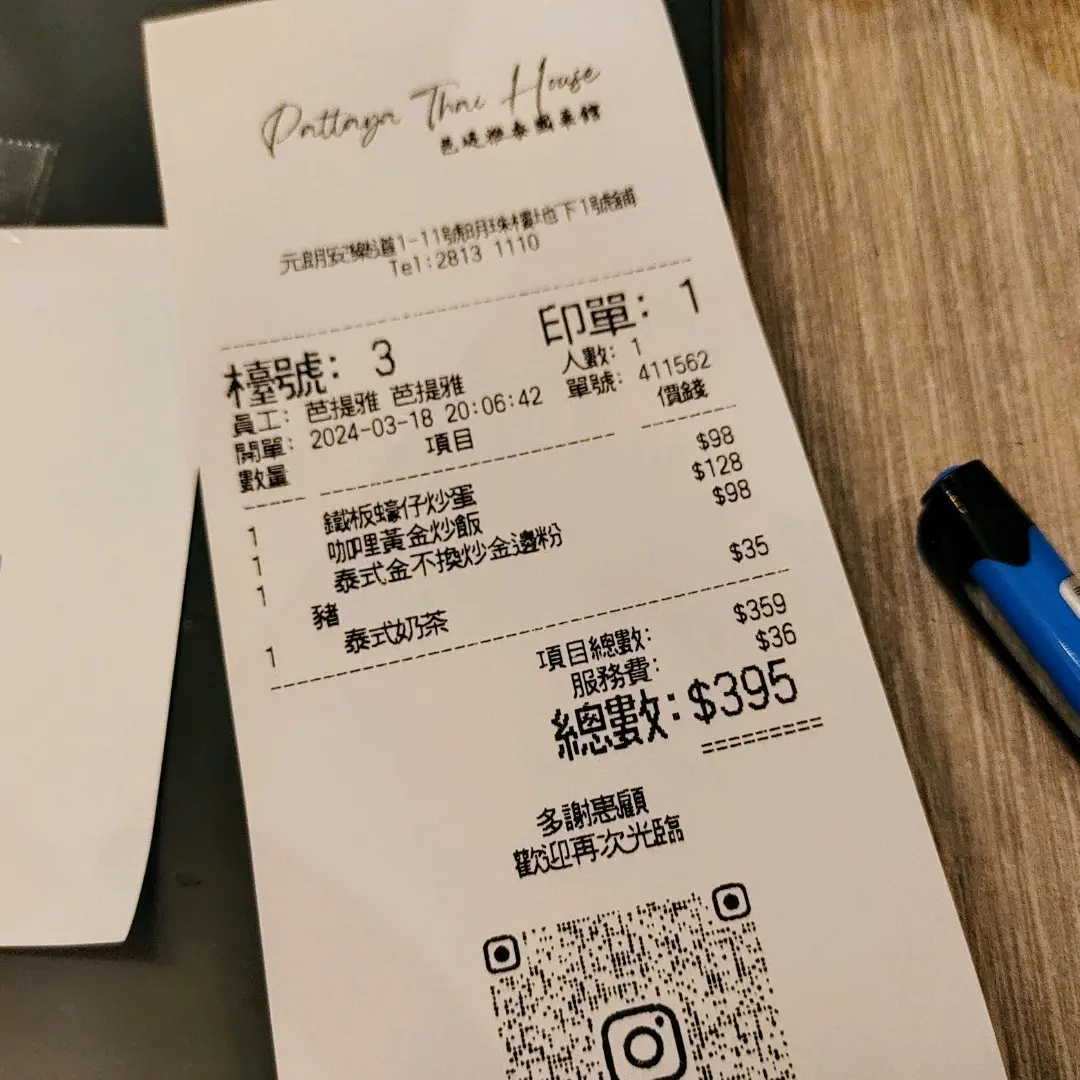 Pattaya Thai House
芭堤雅泰國菜館
元朗安樂道1-11號明珠樓地下1號舖
Tel:2813 1110
檯號: 3 印單: 1
員工: 芭提雅 芭提雅 人數: 1
開單: 2024-03-18 20:06:42 單號: 411562
數量 項目 價錢
1 鐵板蠔仔炒蛋 $98
1 咖哩黃金炒飯 $128
1 泰式金不換炒金邊粉 $98
豬
1 泰式奶茶 $35
項目總數: $359
服務費: $36
總數: $395
多謝惠顧
歡迎再次光臨